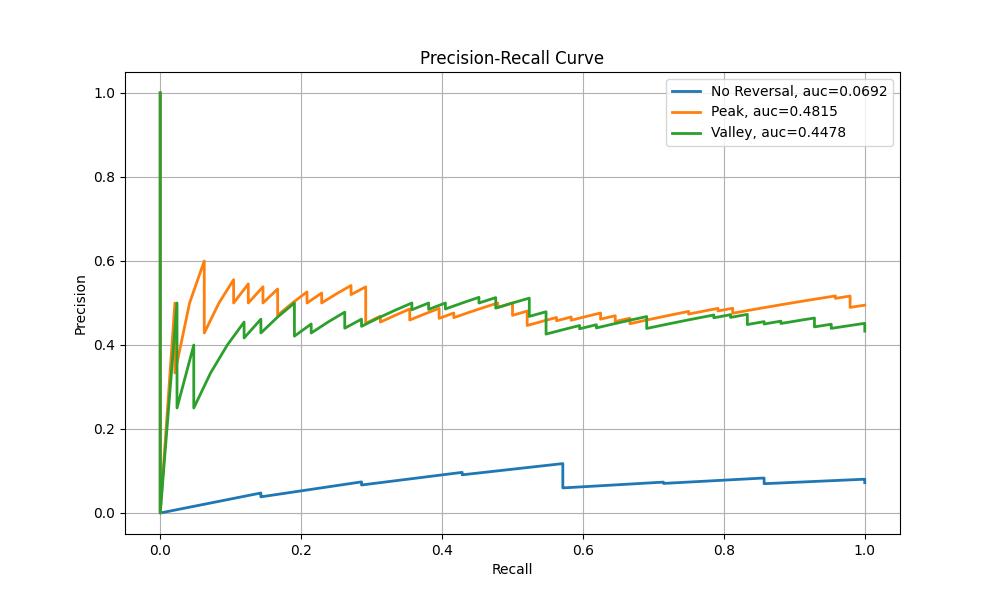 Precision-Recall Curve
No Reversal, auc=0.0692
Peak, auc=0.4815
Valley, auc=0.4478
Precision
1.0
0.8
0.6
0.4
0.2
0.0
0.0 0.2 0.4 0.6 0.8 1.0
Recall